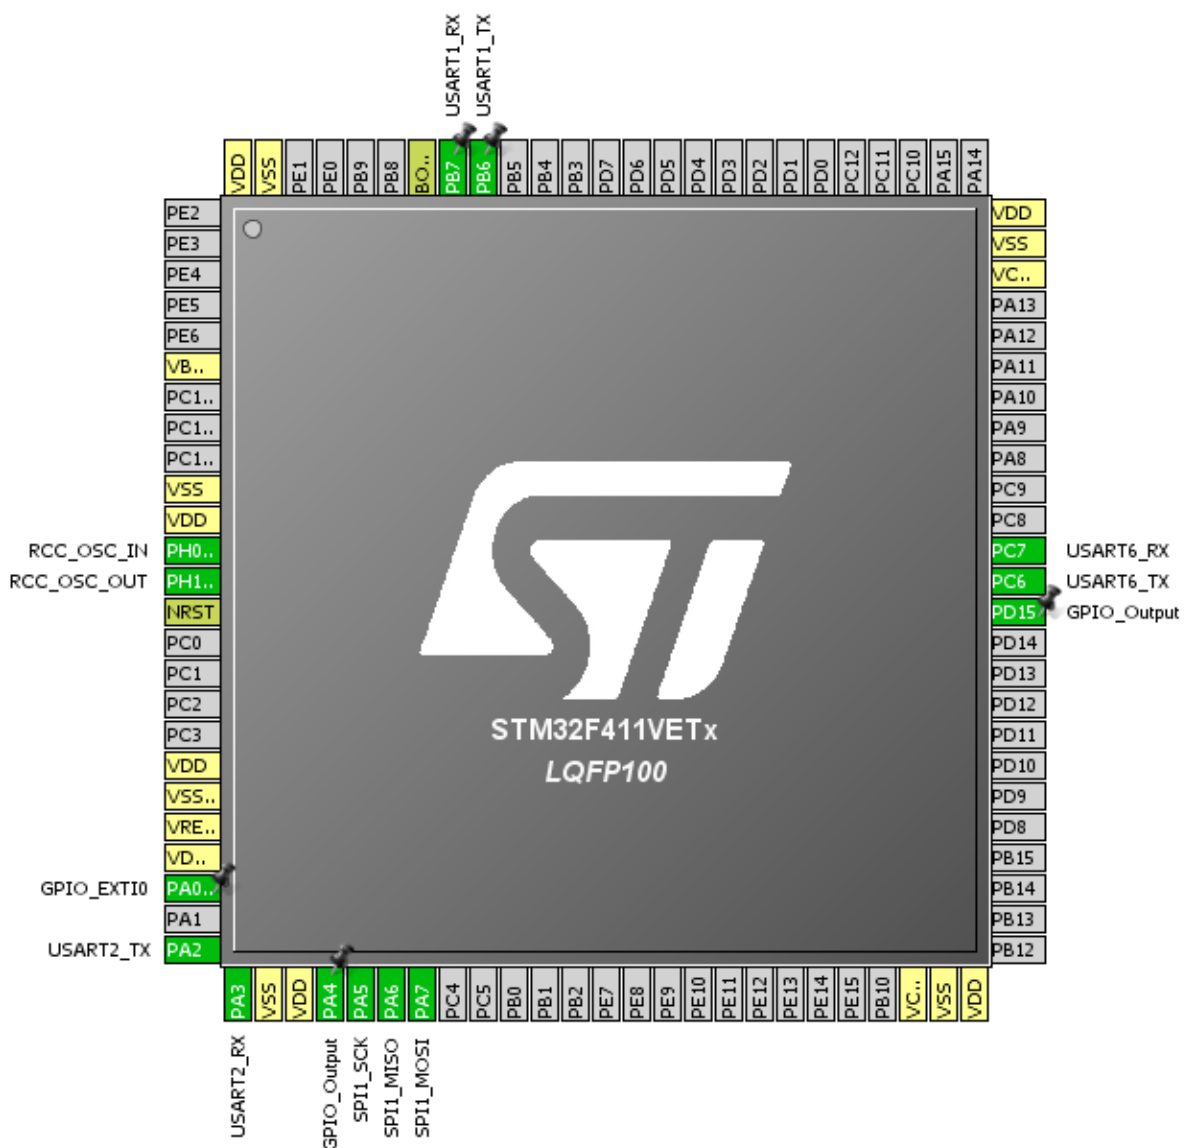 USART1_RX
USART1_TX
VDD
VSS
PE1
PE0
PB9
PB8
BO..
PB7
PB6
PB5
PB4
PB3
PD7
PD6
PD5
PD4
PD3
PD2
PD1
PD0
PC12
PC11
PC10
PA15
PA14
PE2
PE3
PE4
PE5
PE6
VB..
PC1..
PC1..
PC1..
VSS
VDD
RCC_OSC_IN PH0..
RCC_OSC_OUT PH1..
NRST
PC0
PC1
PC2
PC3
VDD
VSS..
VRE..
VD..
GPIO_EXTI0 PA0..
PA1
USART2_TX PA2
ST
STM32F411VETx
LQFP100
VDD
VSS
VC..
PA13
PA12
PA11
PA10
PA9
PA8
PC9
PC8
PC7 USART6_RX
PC6 USART6_TX
PD15 GPIO_Output
PD14
PD13
PD12
PD11
PD10
PD9
PD8
PB15
PB14
PB13
PB12
PA3
VSS
VDD
PA4
PA5
PA6
PA7
PC4
PC5
PB0
PB1
PB2
PE7
PE8
PE9
PE10
PE11
PE12
PE13
PE14
PE15
PB10
VC..
VSS
VDD
USART2_RX
GPIO_Output
SPI1_SCK
SPI1_MISO
SPI1_MOSI